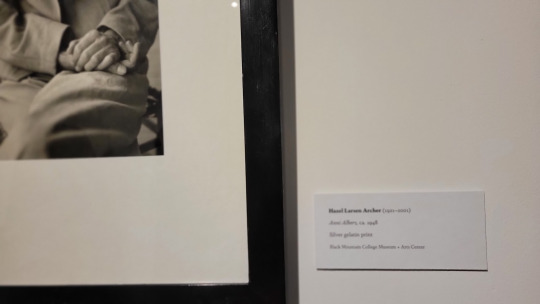 Hazel Larsen Archer (1921–2001)
Anni Albers, ca. 1948
Silver gelatin print
Black Mountain College Museum + Arts Center